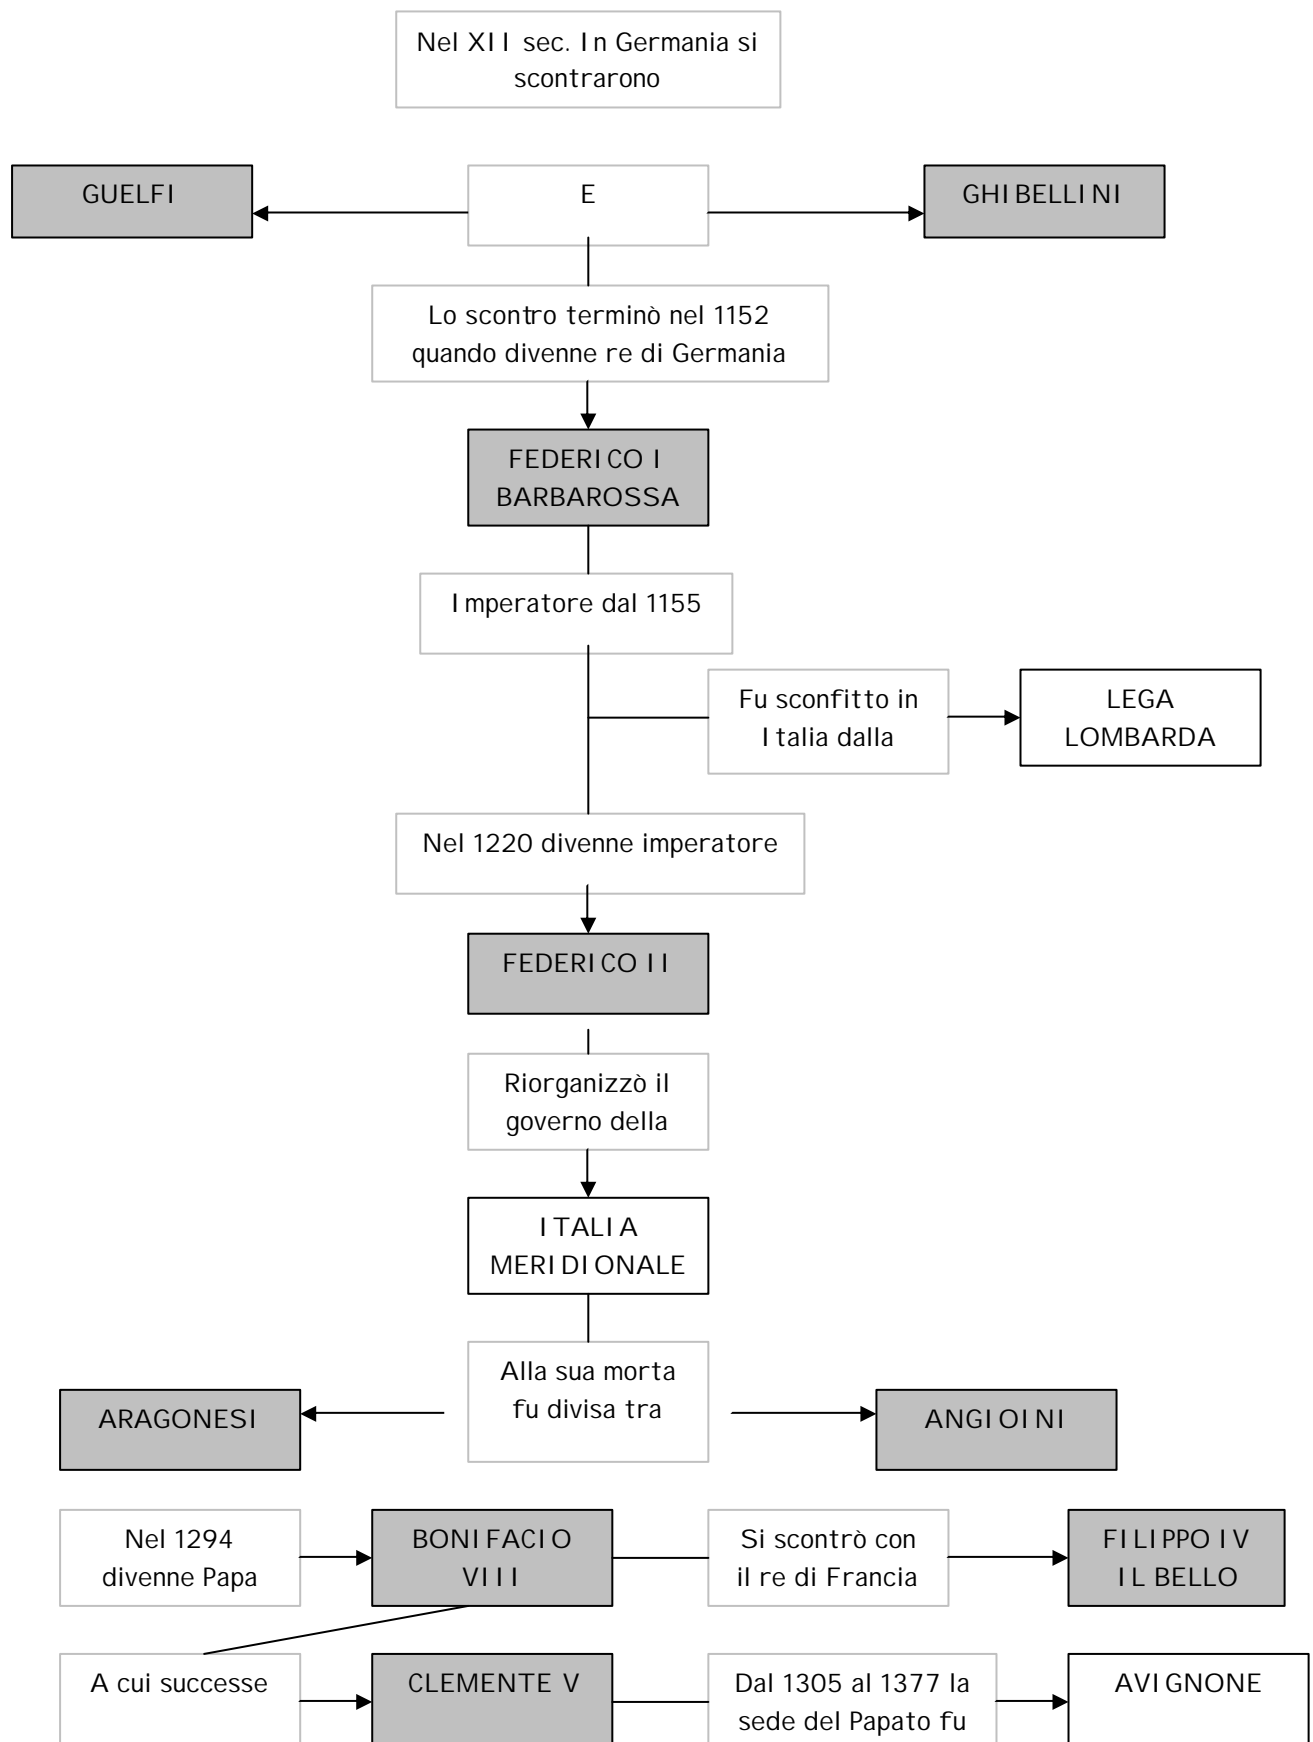 Nel XII sec. In Germania si
scontrarono
GUELFI
E
GHIBELLINI
Lo scontro terminò nel 1152
quando divenne re di Germania
FEDERICO I
BARBAROSSA
Imperatore dal 1155
Fu sconfitto in
Italia dalla
LEGA
LOMBARDA
Nel 1220 divenne imperatore
FEDERICO II
Riorganizzò il
governo della
ITALIA
MERIDIONALE
Alla sua morta
fu divisa tra
ARAGONESI
ANGIOINI
Nel 1294
divenne Papa
BONIFACIO
VIII
Si scontrò con
il re di Francia
FILIPPO IV
IL BELLO
A cui successe
CLEMENTE V
Dal 1305 al 1377 la
sede del Papato fu
AVIGNONE